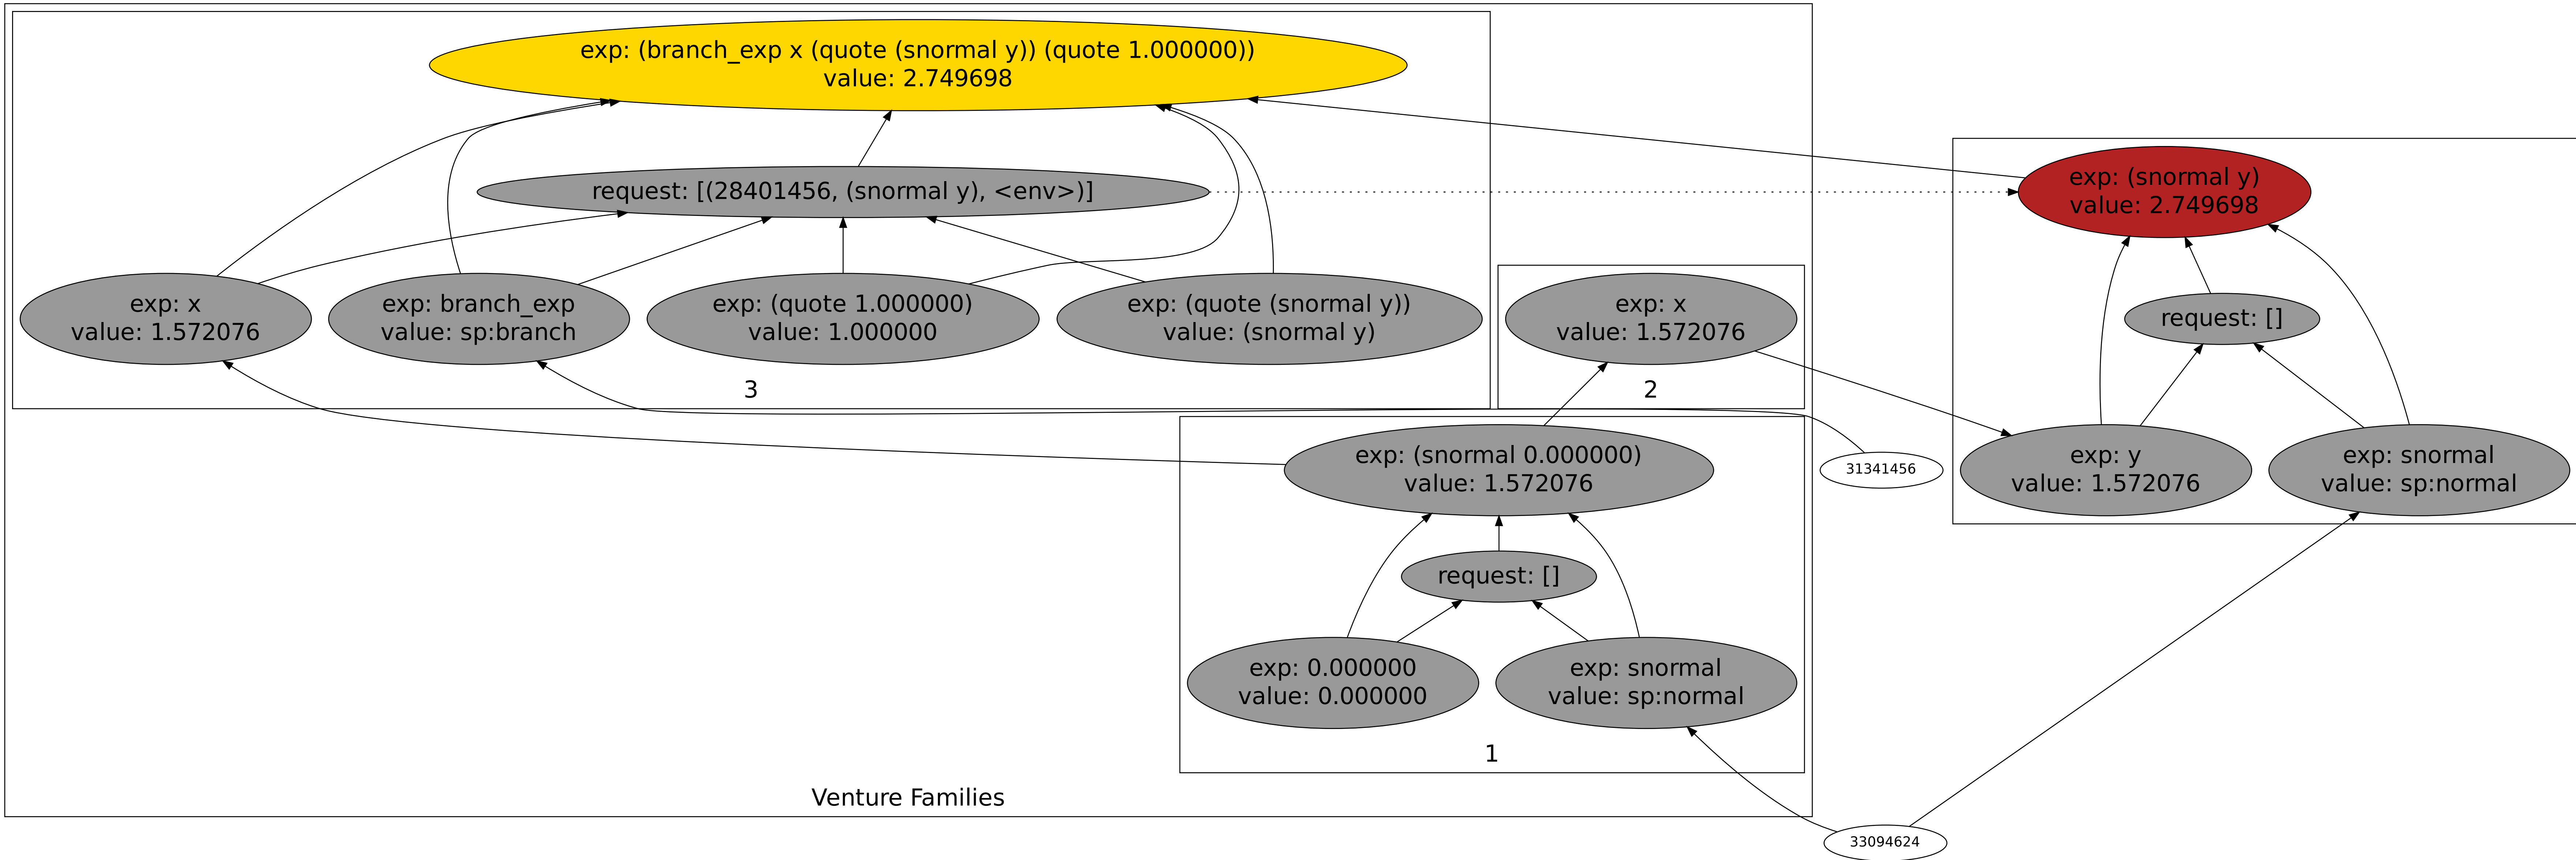 exp: (branch_exp x (quote (snormal y)) (quote 1.000000))
value: 2.749698
request: [(28401456, (snormal y), <env>)]
exp: x
value: 1.572076
exp: branch_exp
value: sp:branch
exp: (quote 1.000000)
value: 1.000000
exp: (quote (snormal y))
value: (snormal y)
3
exp: x
value: 1.572076
2
exp: (snormal 0.000000)
value: 1.572076
request: []
exp: 0.000000
value: 0.000000
exp: snormal
value: sp:normal
1
Venture Families
exp: (snormal y)
value: 2.749698
request: []
exp: y
value: 1.572076
exp: snormal
value: sp:normal
31341456
33094624